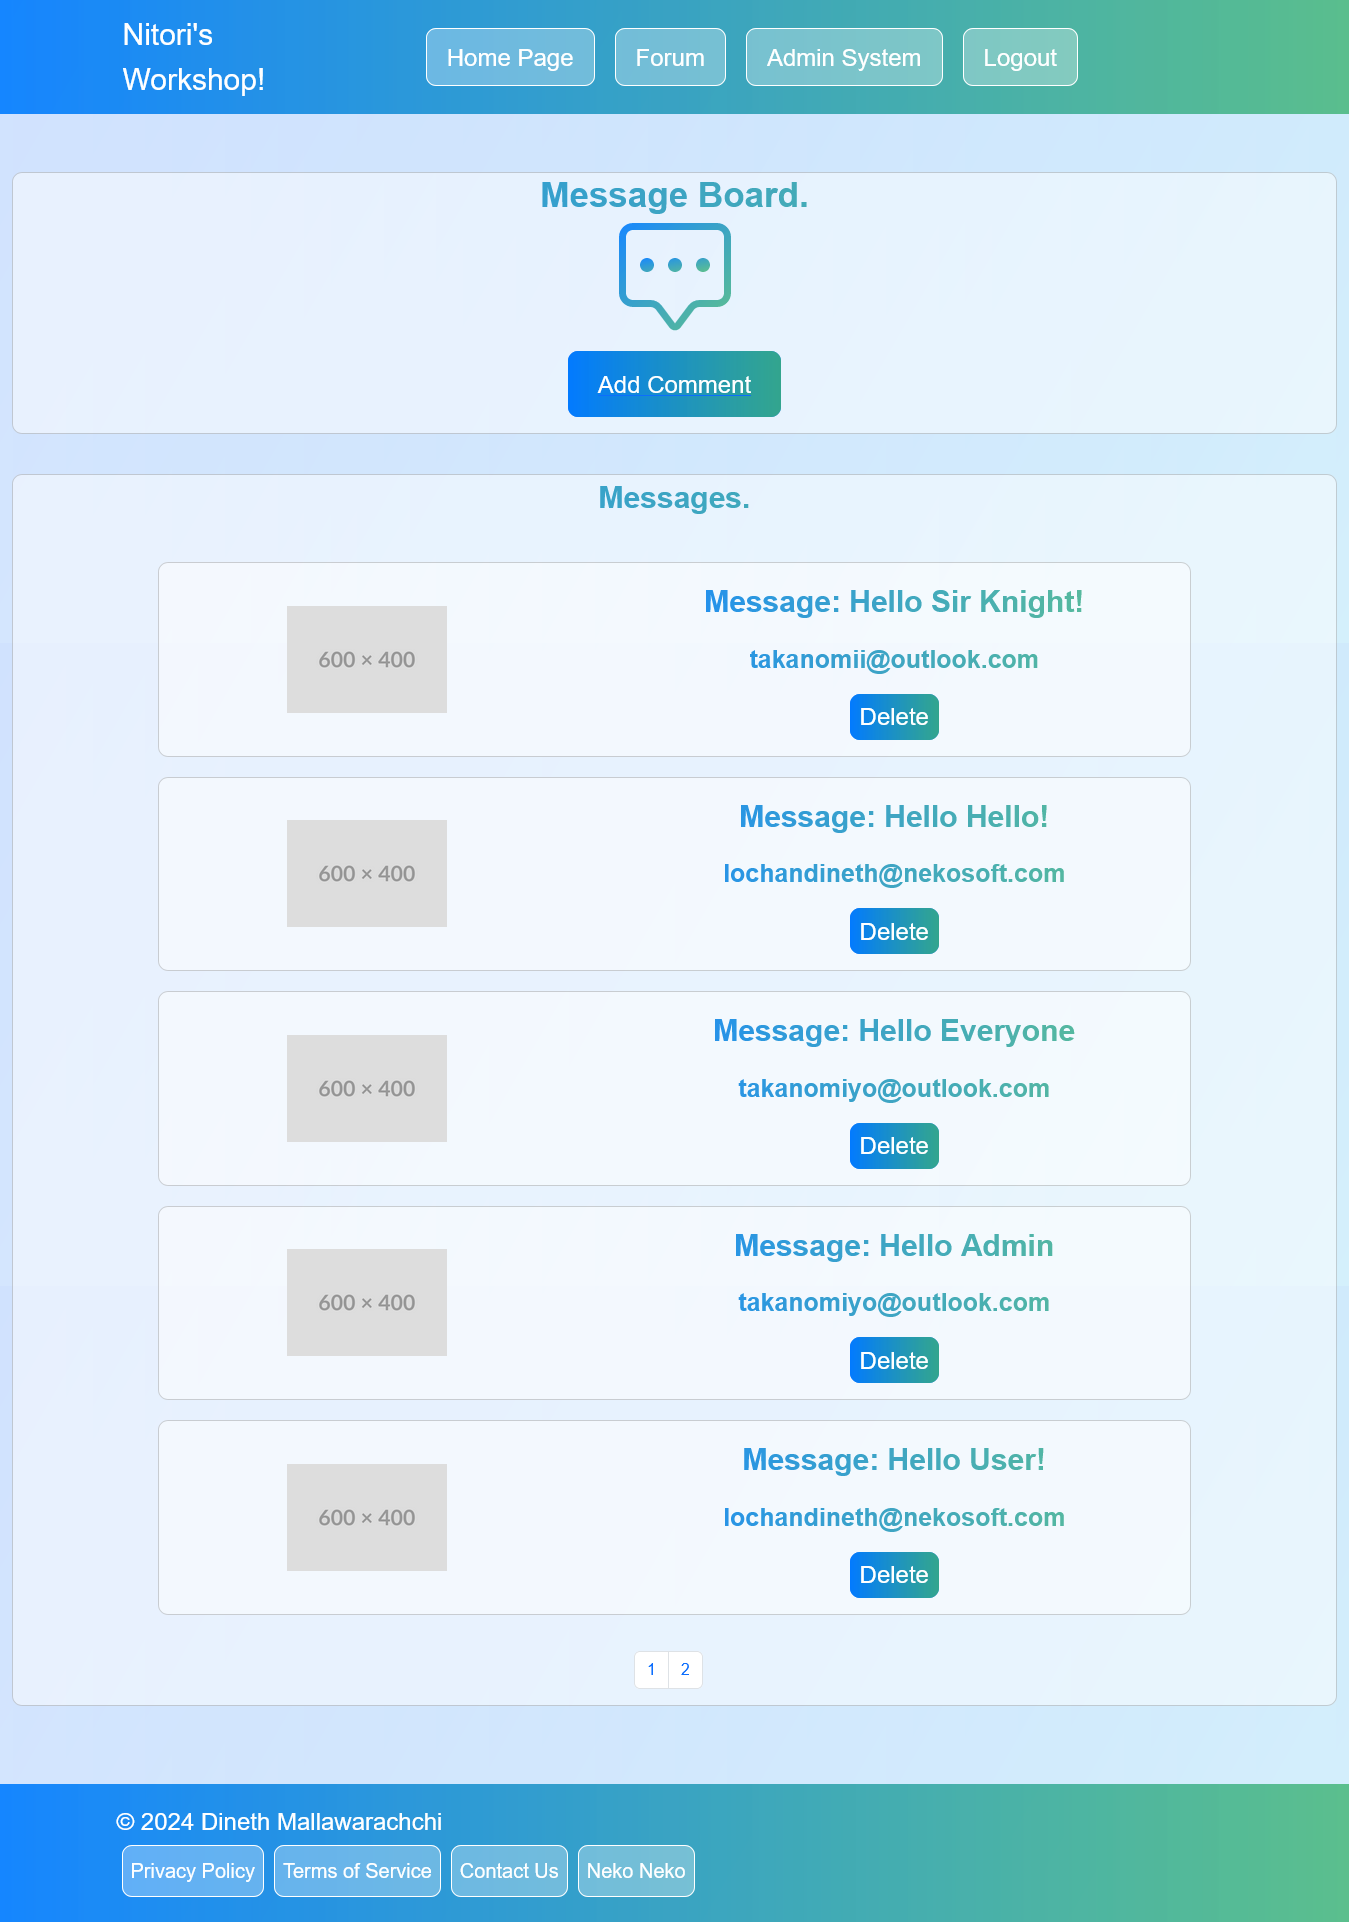 Nitori's
Workshop!
Home Page
Forum
Admin System
Logout
Message Board.
Add Comment
Messages.
600 × 400
Message: Hello Sir Knight!
takanomii@outlook.com
Delete
600 × 400
Message: Hello Hello!
lochandineth@nekosoft.com
Delete
600 × 400
Message: Hello Everyone
takanomiyo@outlook.com
Delete
600 × 400
Message: Hello Admin
takanomiyo@outlook.com
Delete
600 × 400
Message: Hello User!
lochandineth@nekosoft.com
Delete
1 2
© 2024 Dineth Mallawarachchi
Privacy Policy
Terms of Service
Contact Us
Neko Neko